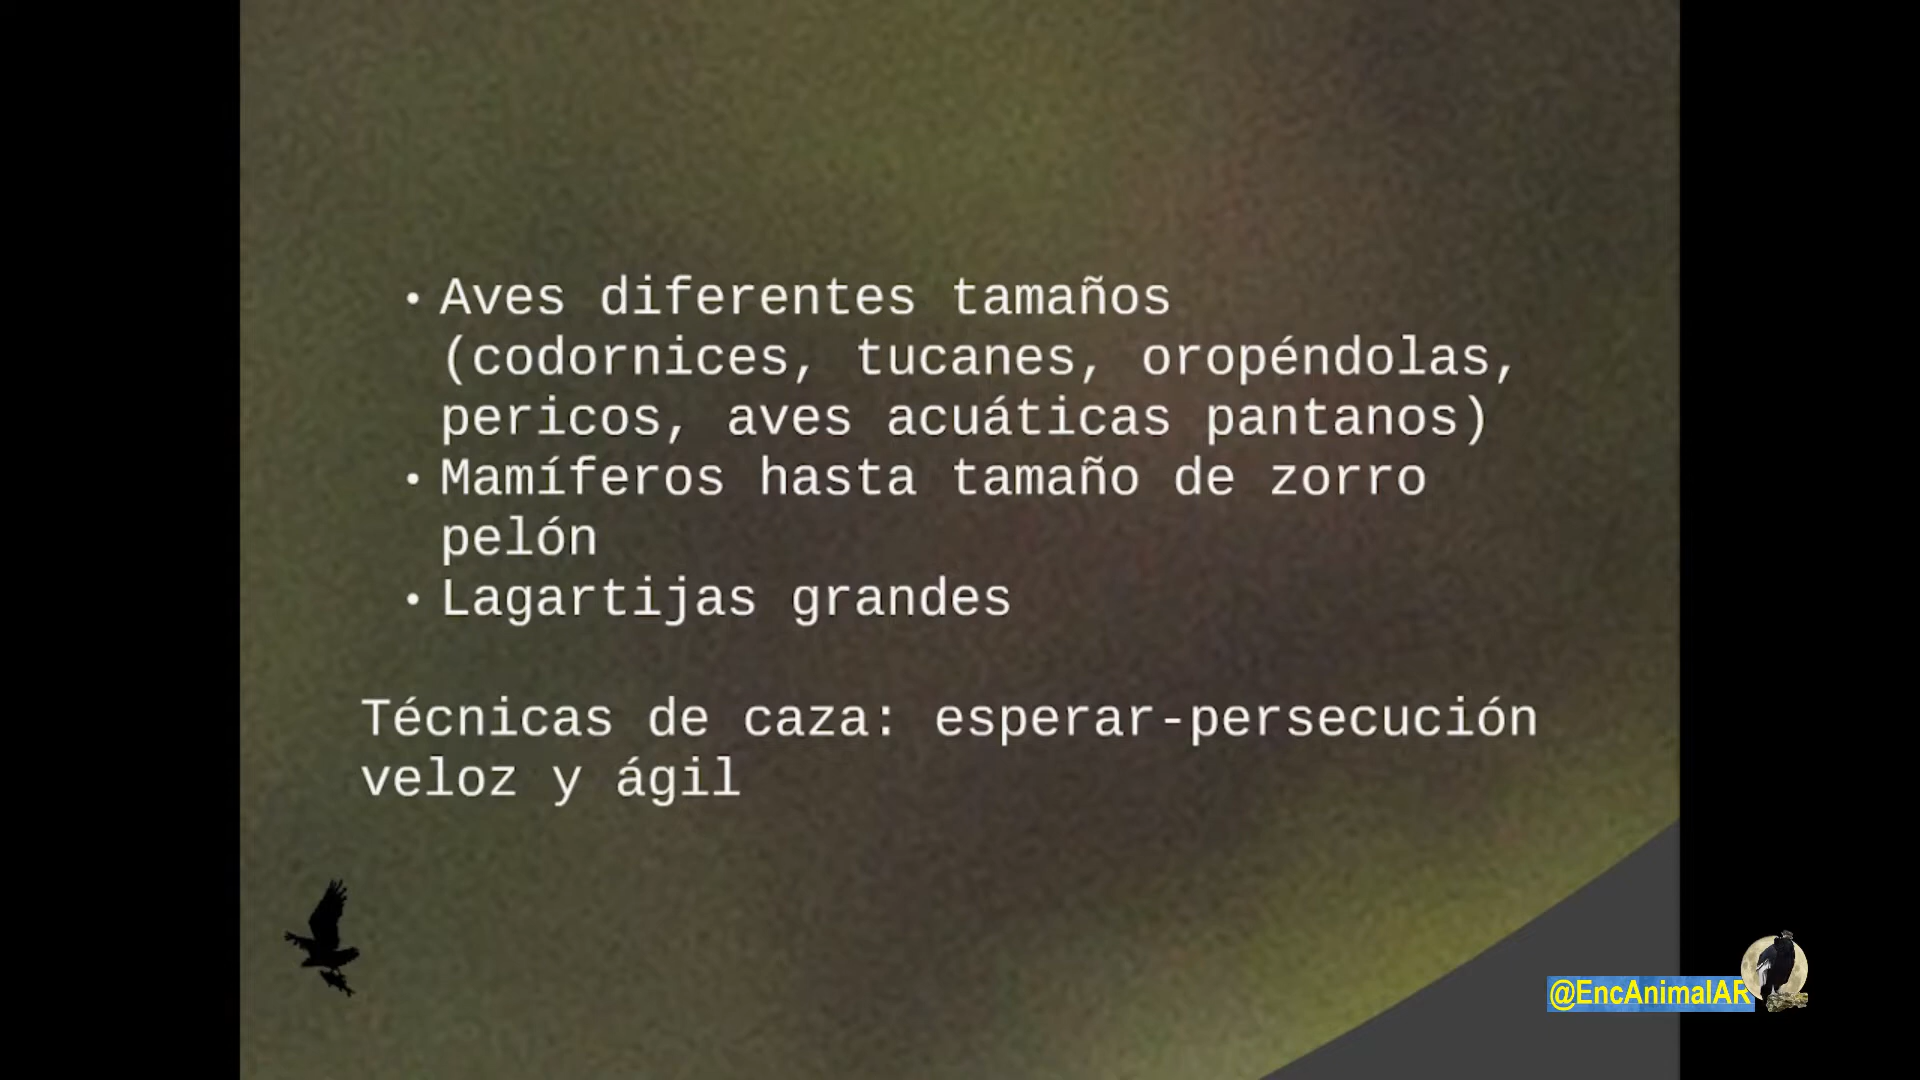 • Aves diferentes tamaños
(codornices, tucanes, oropéndolas,
pericos, aves acuáticas pantanos)
• Mamíferos hasta tamaño de zorro
pelón
• Lagartijas grandes
Técnicas de caza: esperar-persecución
veloz y ágil
@EncAnimalAR